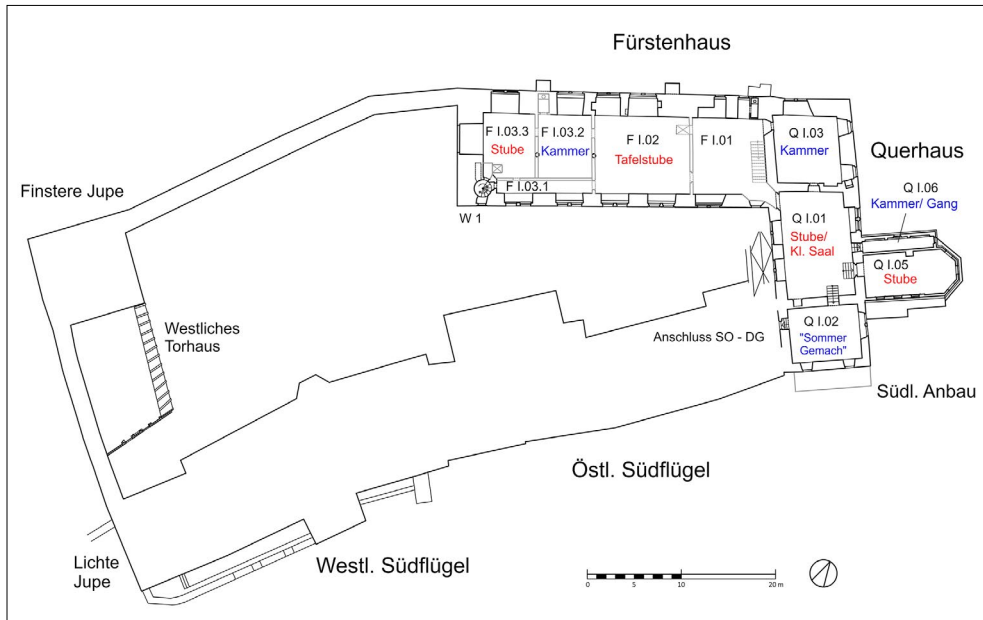 Fürstenhaus
F I.03.3
Stube
F I.03.2
Kammer
F I.02
Tafelstube
F I.01
Q I.03
Kammer
Querhaus
Q I.06
Kammer/ Gang
Finstere Jupe
F I.03.1
W 1
Q I.01
Stube/
Kl. Saal
Q I.05
Stube
Westliches
Torhaus
Anschluss SO - DG
Q I.02
"Sommer
Gemach"
Südl. Anbau
Östl. Südflügel
Lichte
Jupe
Westl. Südflügel
0 5 10 20 m